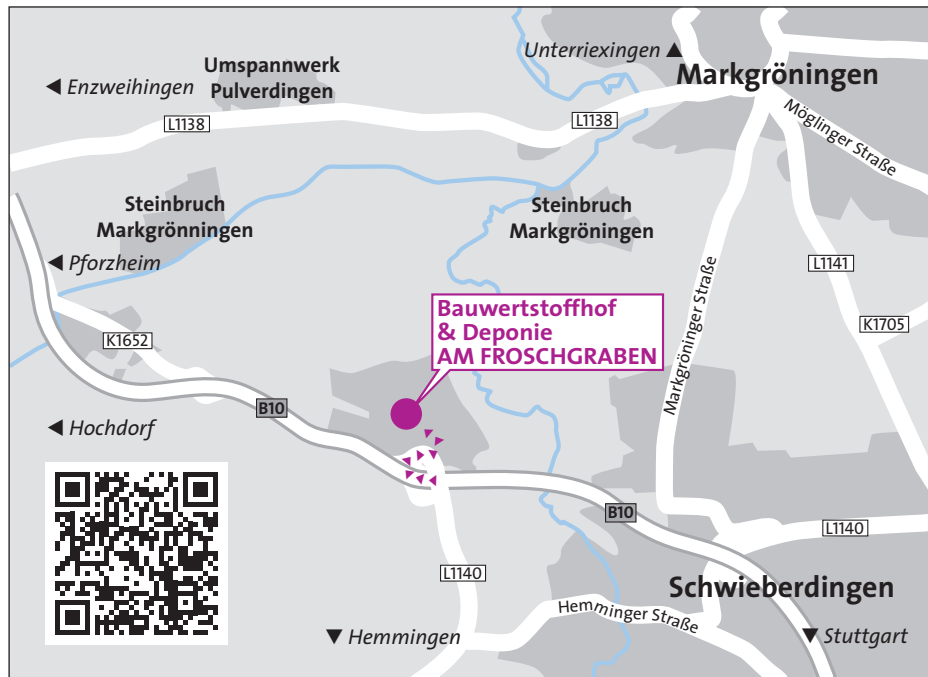 Unterriexingen
Markgröningen
Umspannwerk
Pulverdingen
Enzweihingen
L1138
L1138
Möglinger Straße
Steinbruch
Markgrönningen
Steinbruch
Markgröningen
Pforzheim
L1141
K1705
Markgröninger Straße
Bauwertstoffhof
& Deponie
AM FROSCHGRABEN
K1652
B10
Hochdorf
B10
L1140
L1140
Schwieberdingen
Hemminger Straße
Hemmingen
Stuttgart